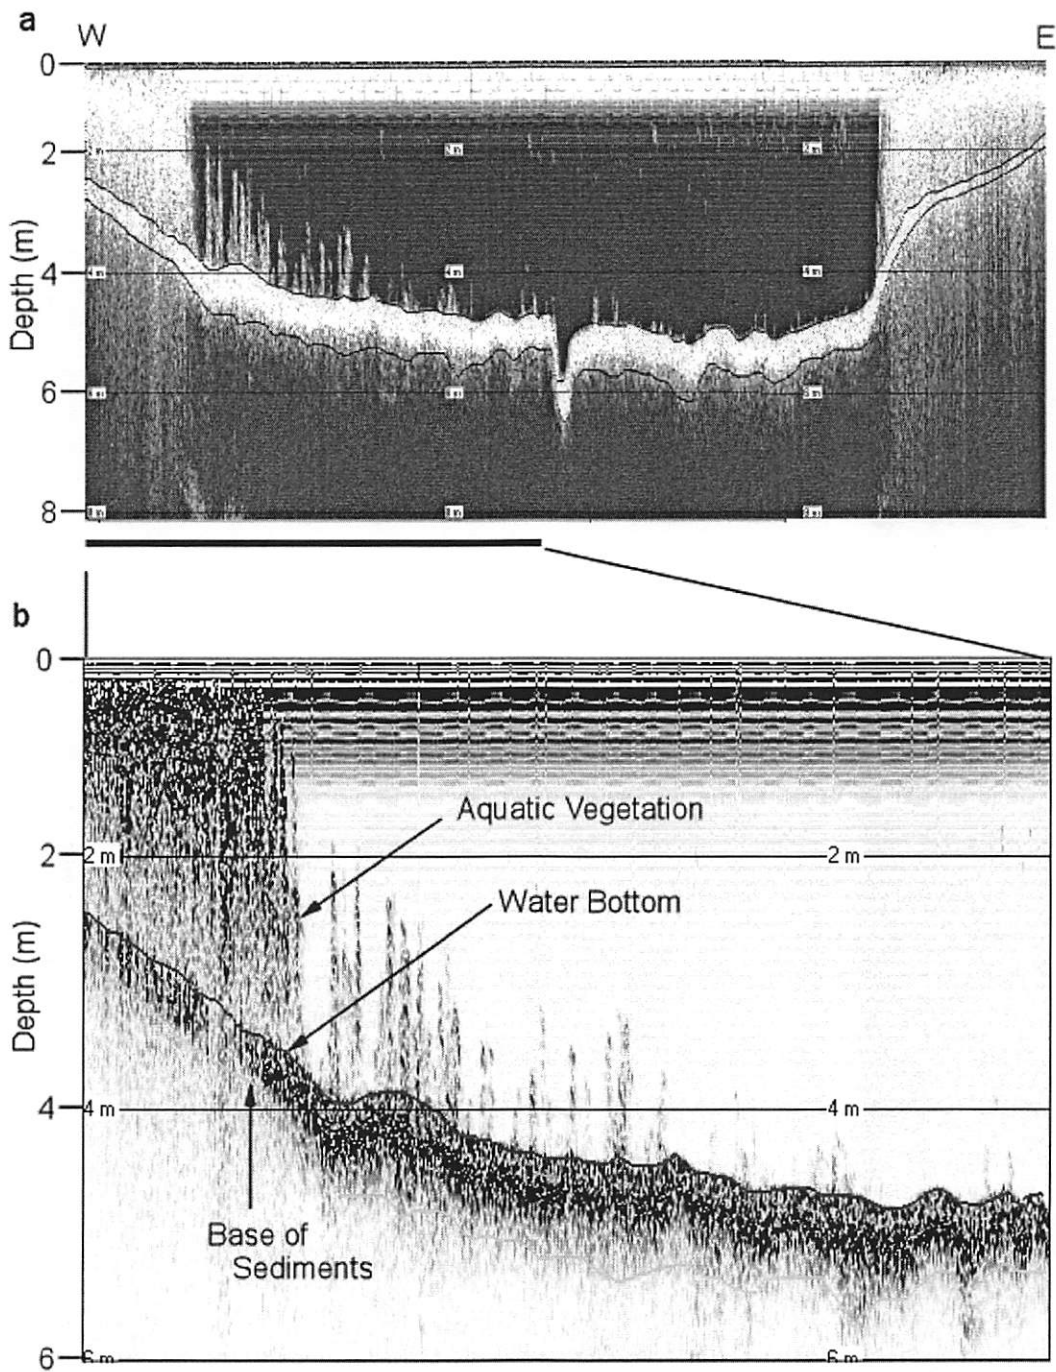 a
W
E
0
2
4
6
8
Depth (m)
2 m
2 m
2 m
4 m
4 m
4 m
6 m
6 m
6 m
8 m
8 m
8 m
b
0
2
4
6
Depth (m)
Aquatic Vegetation
2 m
2 m
Water Bottom
4 m
4 m
Base of
Sediments
6 m
6 m